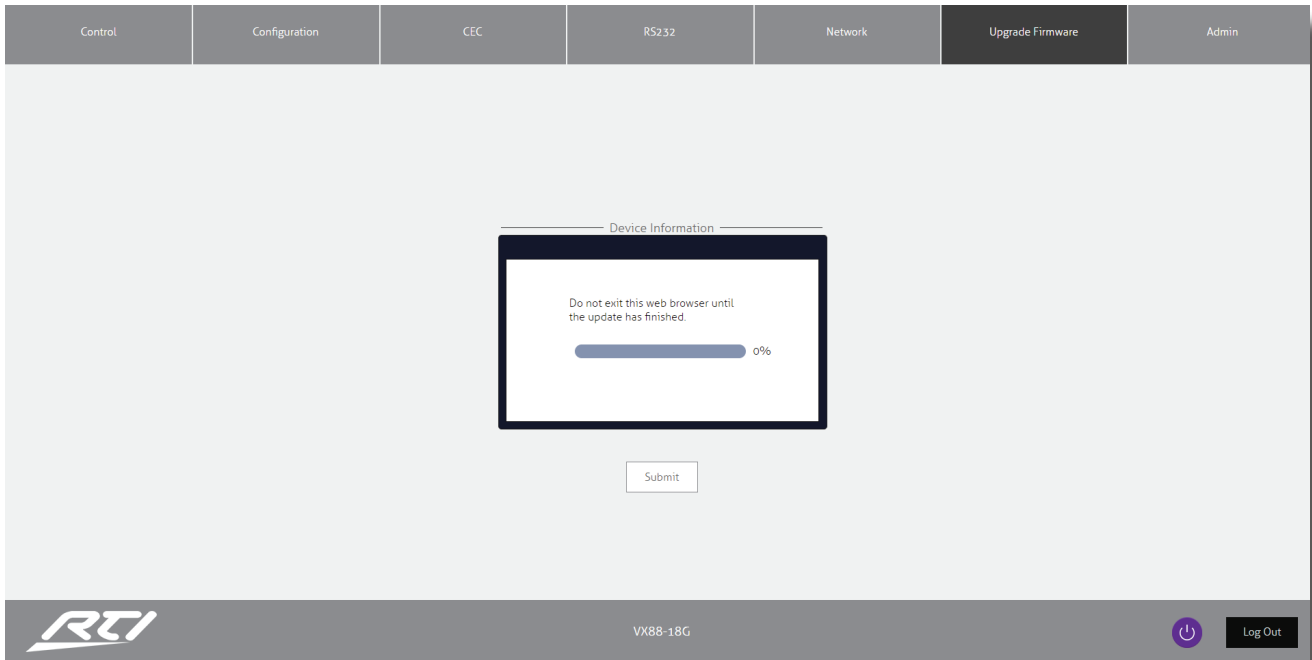 Control
Configuration
CEC
RS232
Network
Upgrade Firmware
Admin
Device Information
Do not exit this web browser until
the update has finished.
0%
Submit
RTI
VX88-18G
Log Out